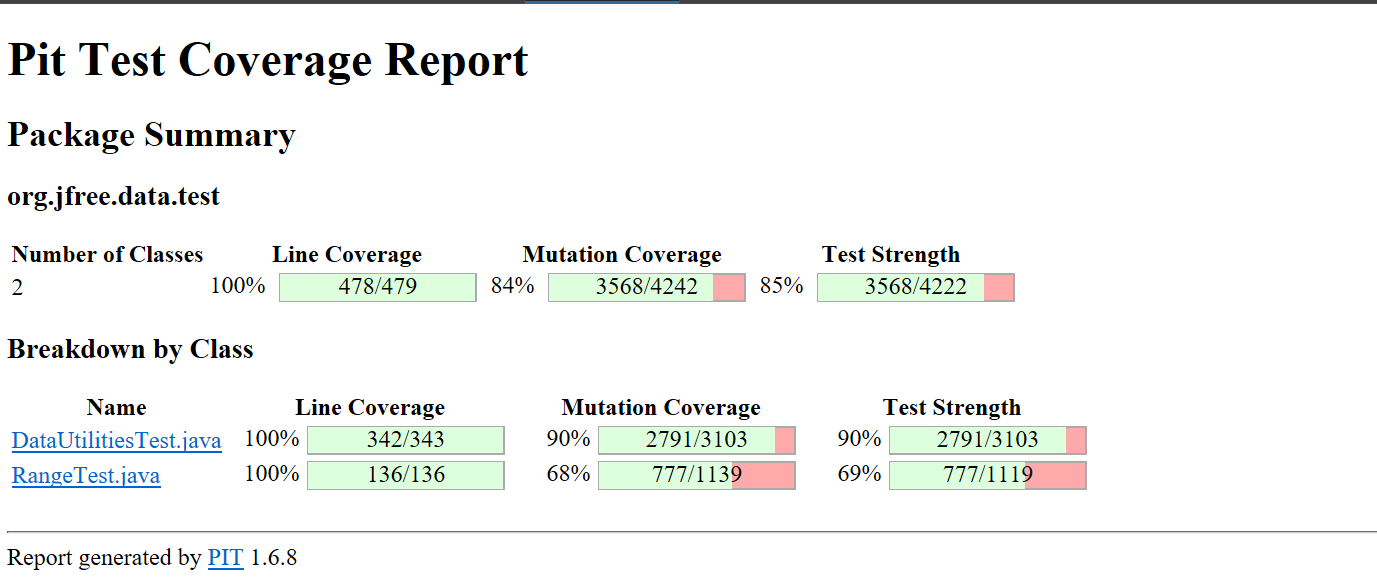 Pit Test Coverage Report
Package Summary
org.jfree.data.test
Number of Classes Line Coverage Mutation Coverage Test Strength
2 100% 478/479 84% 3568/4242 85% 3568/4222
Breakdown by Class
Name Line Coverage Mutation Coverage Test Strength
DataUtilitiesTest.java 100% 342/343 90% 2791/3103 90% 2791/3103
RangeTest.java 100% 136/136 68% 777/1139 69% 777/1119
Report generated by PIT 1.6.8